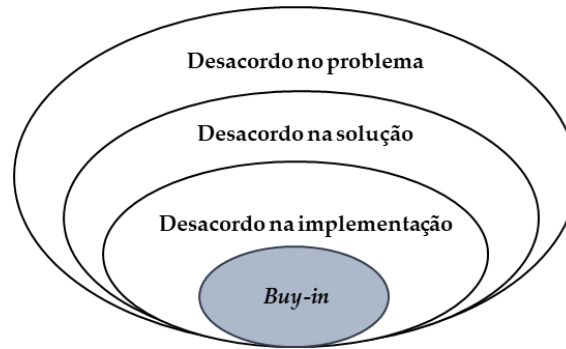 Desacordo no problema
Desacordo na solução
Desacordo na implementação
Buy-in